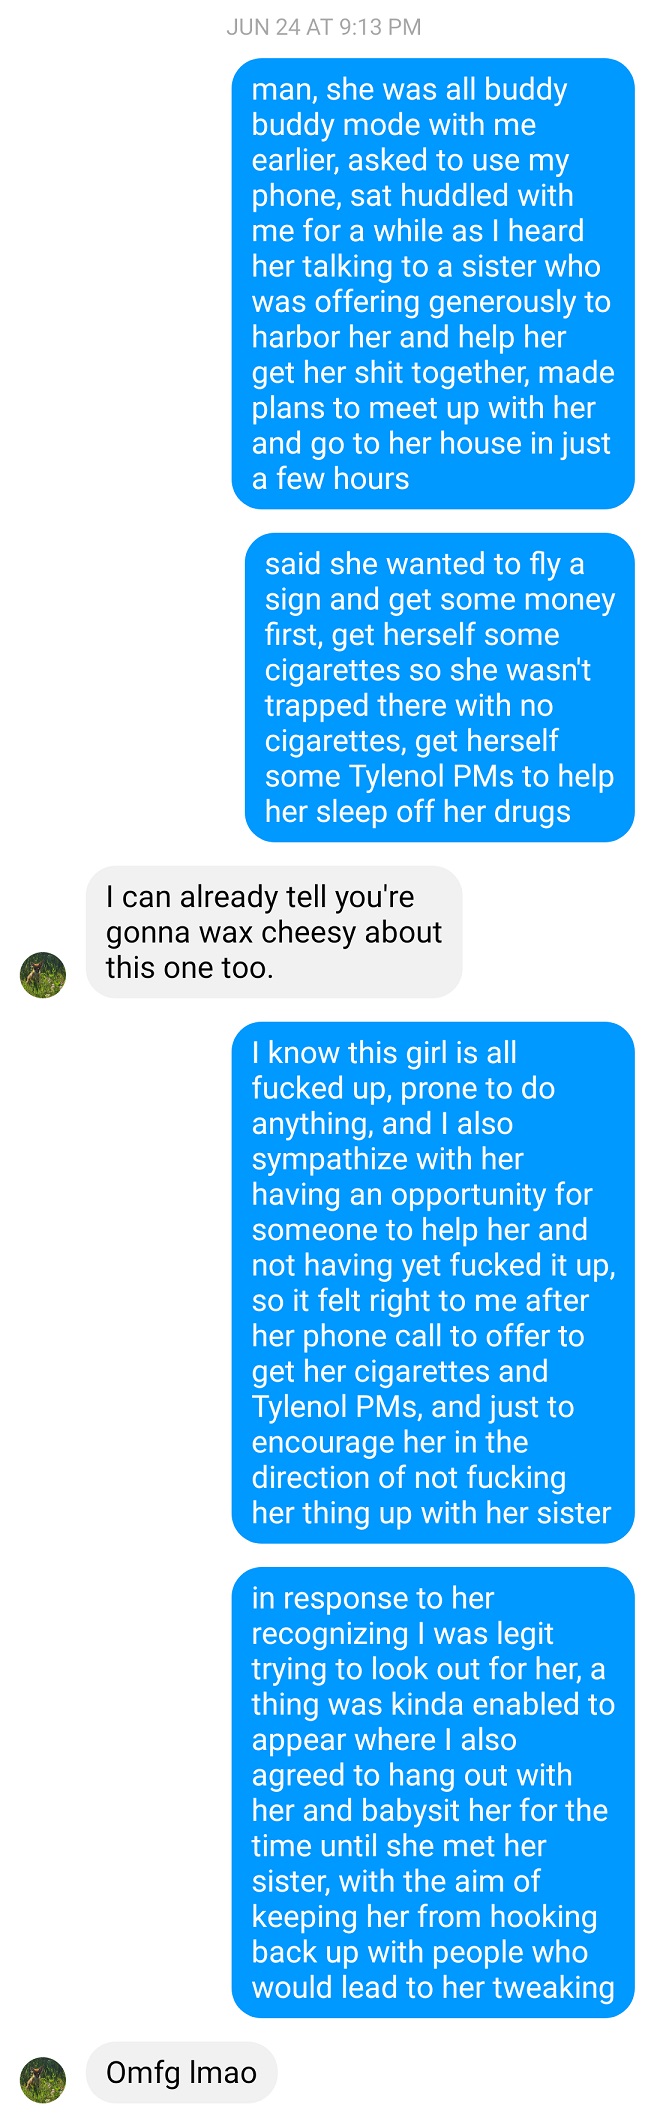 JUN 24 AT 9:13 PM
man, she was all buddy
buddy mode with me
earlier, asked to use my
phone, sat huddled with
me for a while as I heard
her talking to a sister who
was offering generously to
harbor her and help her
get her shit together, made
plans to meet up with her
and go to her house in just
a few hours
said she wanted to fly a
sign and get some money
first, get herself some
cigarettes so she wasn't
trapped there with no
cigarettes, get herself
some Tylenol PMs to help
her sleep off her drugs
I can already tell you're
gonna wax cheesy about
this one too.
I know this girl is all
fucked up, prone to do
anything, and I also
sympathize with her
having an opportunity for
someone to help her and
not having yet fucked it up,
so it felt right to me after
her phone call to offer to
get her cigarettes and
Tylenol PMs, and just to
encourage her in the
direction of not fucking
her thing up with her sister
in response to her
recognizing I was legit
trying to look out for her, a
thing was kinda enabled to
appear where I also
agreed to hang out with
her and babysit her for the
time until she met her
sister, with the aim of
keeping her from hooking
back up with people who
would lead to her tweaking
Omfg lmao